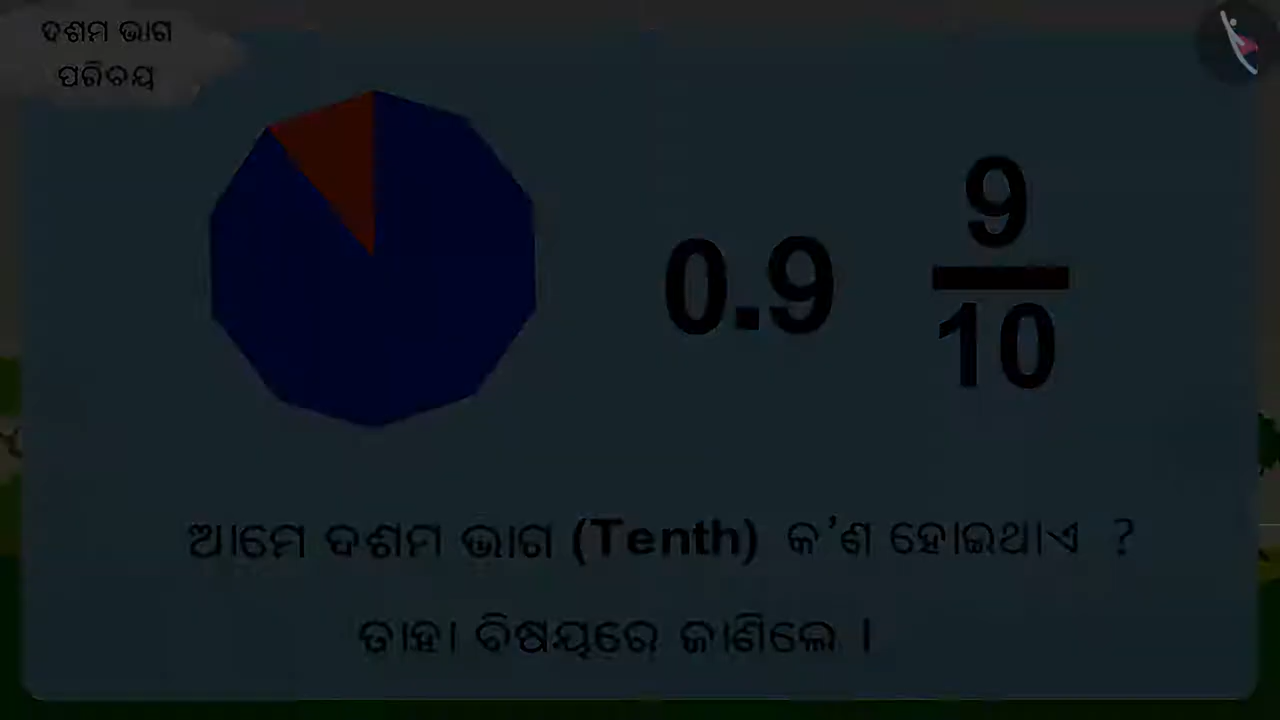 ଦଶମ ଭାଗ
ପରିଚୟ
0.9
9
10
ଆମେ ଦଶମ ଭାଗ (Tenth) କ'ଣ ହୋଇଥାଏ ?
ତାହା ବିଷୟରେ ଜାଣିଲେ ।